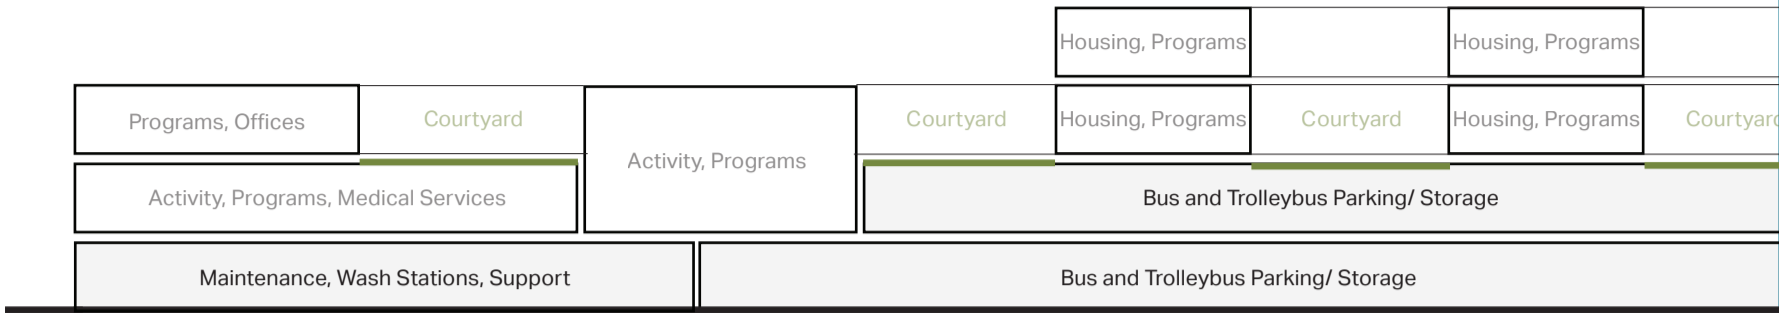 Housing, Programs
Housing, Programs
Programs, Offices
Courtyard
Activity, Programs
Courtyard
Housing, Programs
Courtyard
Housing, Programs
Courtyard
Activity, Programs, Medical Services
Bus and Trolleybus Parking/ Storage
Maintenance, Wash Stations, Support
Bus and Trolleybus Parking/ Storage